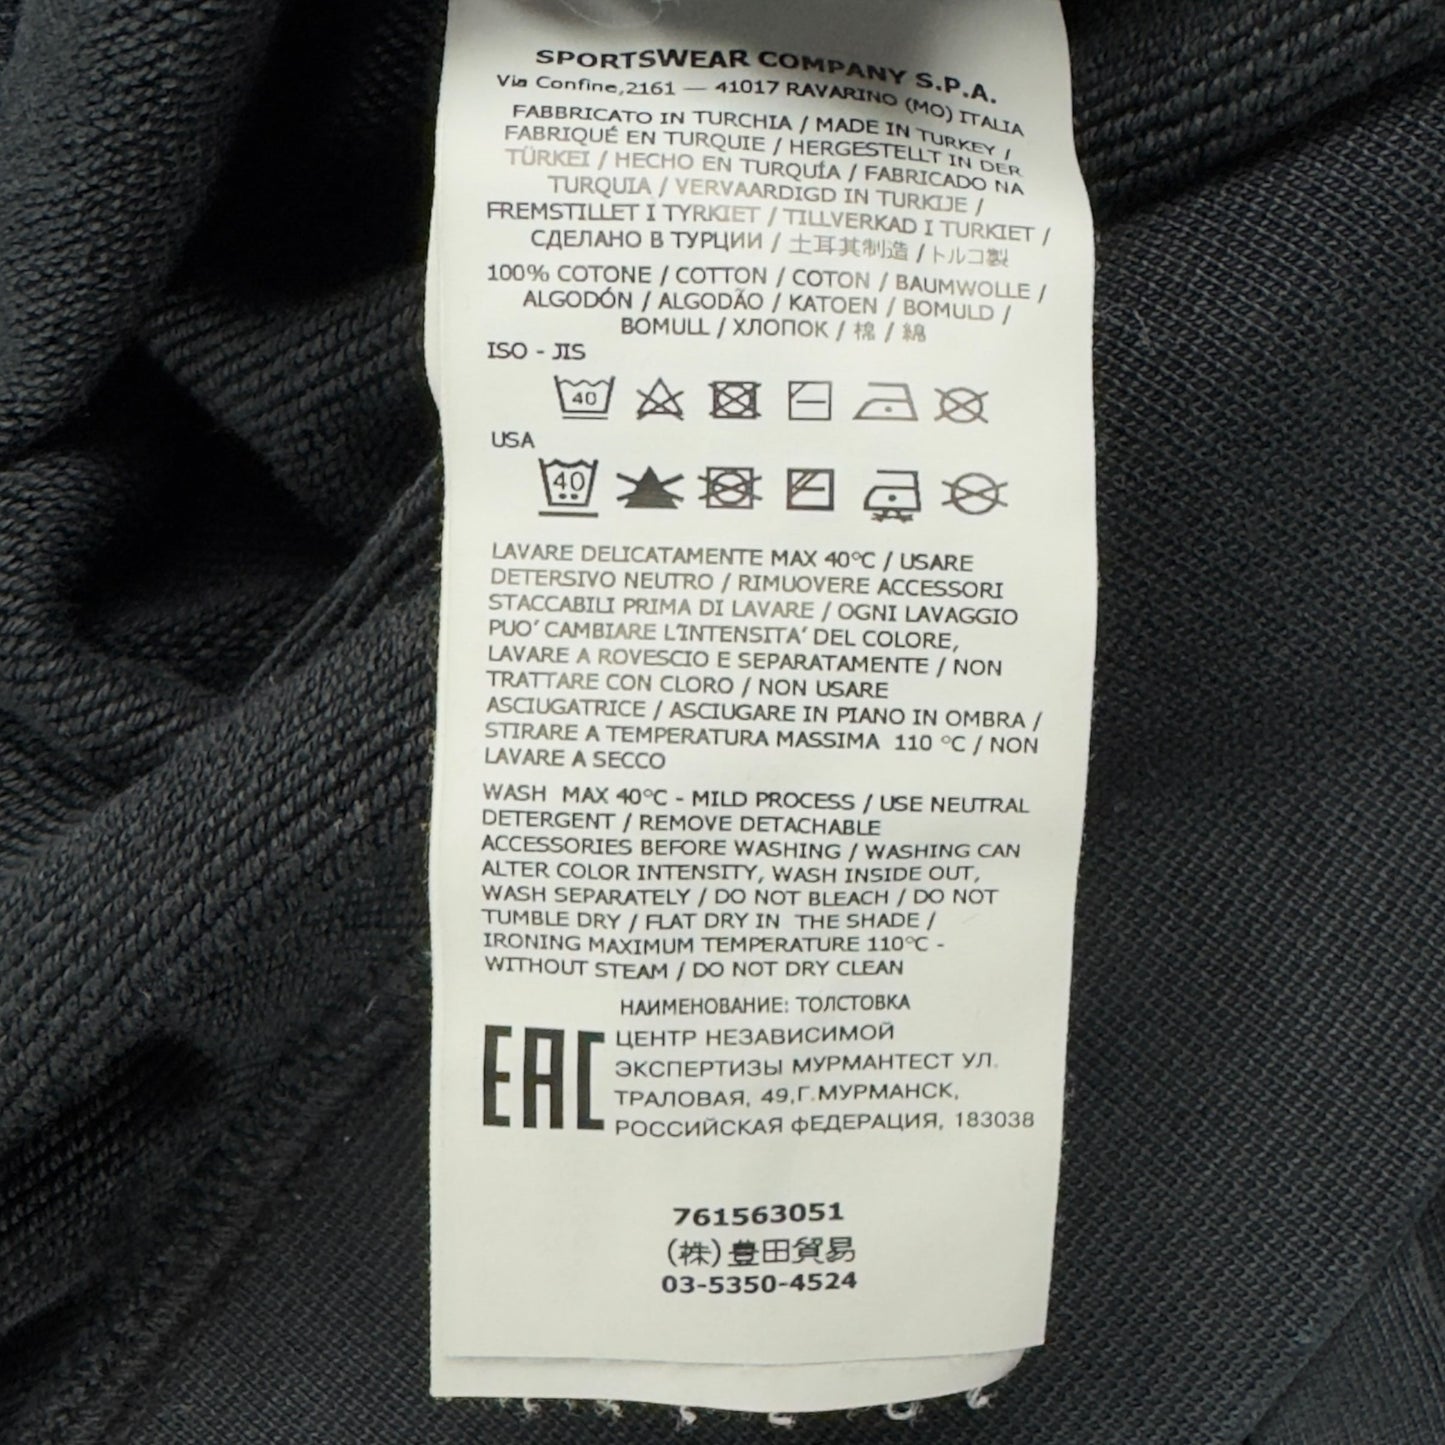 SPORTSWEAR COMPANY S.P.A.
Via Confine,2161 — 41017 RAVARINO (MO) ITALIA
FABBRICATO IN TURCHIA / MADE IN TURKEY /
FABRIQUÉ EN TURQUIE / HERGESTELLT IN DER
TÜRKEI / HECHO EN TURQUÍA / FABRICADO NA
TURQUIA / VERVAARDIGD IN TURKIJE /
FREMSTILLET I TYRKIET / TILLVERKAD I TURKIET /
СДЕЛАНО В ТУРЦИИ / 土耳其制造 / トルコ製
100% COTONE / COTTON / COTON / BAUMWOLLE /
ALGODÓN / ALGODÃO / KATOEN / BOMULD /
BOMULL / ХЛОПОК / 棉 / 綿
ISO - JIS
40
USA
40
LAVARE DELICATAMENTE MAX 40°C / USARE
DETERSIVO NEUTRO / RIMUOVERE ACCESSORI
STACCABILI PRIMA DI LAVARE / OGNI LAVAGGIO
PUO' CAMBIARE L'INTENSITA' DEL COLORE,
LAVARE A ROVESCIO E SEPARATAMENTE / NON
TRATTARE CON CLORO / NON USARE
ASCIUGATRICE / ASCIUGARE IN PIANO IN OMBRA /
STIRARE A TEMPERATURA MASSIMA 110 °C / NON
LAVARE A SECCO
WASH MAX 40°C - MILD PROCESS / USE NEUTRAL
DETERGENT / REMOVE DETACHABLE
ACCESSORIES BEFORE WASHING / WASHING CAN
ALTER COLOR INTENSITY, WASH INSIDE OUT,
WASH SEPARATELY / DO NOT BLEACH / DO NOT
TUMBLE DRY / FLAT DRY IN THE SHADE /
IRONING MAXIMUM TEMPERATURE 110°C -
WITHOUT STEAM / DO NOT DRY CLEAN
НАИМЕНОВАНИЕ: ТОЛСТОВКА
EAC
ЦЕНТР НЕЗАВИСИМОЙ
ЭКСПЕРТИЗЫ МУРМАНТЕСТ УЛ.
ТРАЛОВАЯ, 49,Г.МУРМАНСК,
РОССИЙСКАЯ ФЕДЕРАЦИЯ, 183038
761563051
(株)豊田貿易
03-5350-4524